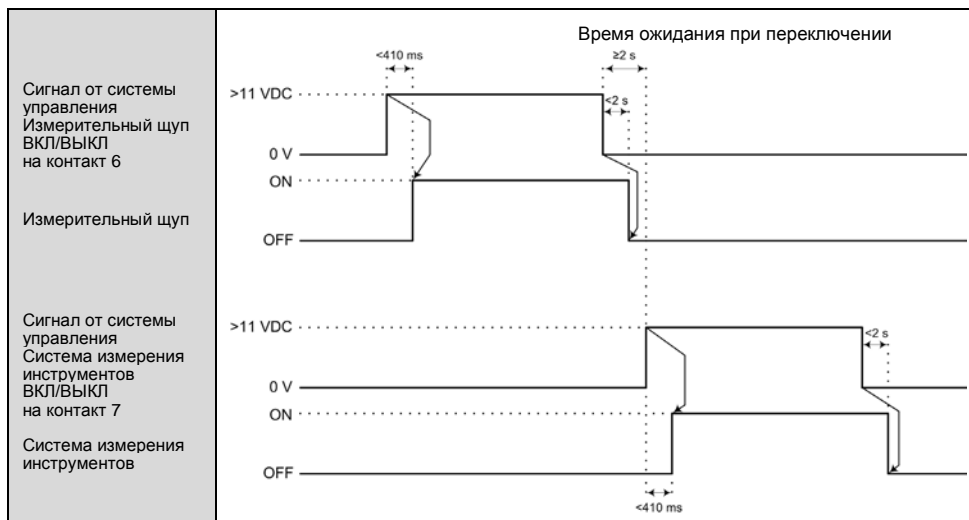 Время ожидания при переключении
<410 ms
≥2 s
Сигнал от системы
управления
Измерительный щуп
ВКЛ/ВЫКЛ
на контакт 6
>11 VDC
<2 s
0 V
ON
Измерительный щуп
OFF
Сигнал от системы
управления
Система измерения
инструментов
ВКЛ/ВЫКЛ
на контакт 7
>11 VDC
<2 s
0 V
ON
Система измерения
инструментов
OFF
<410 ms